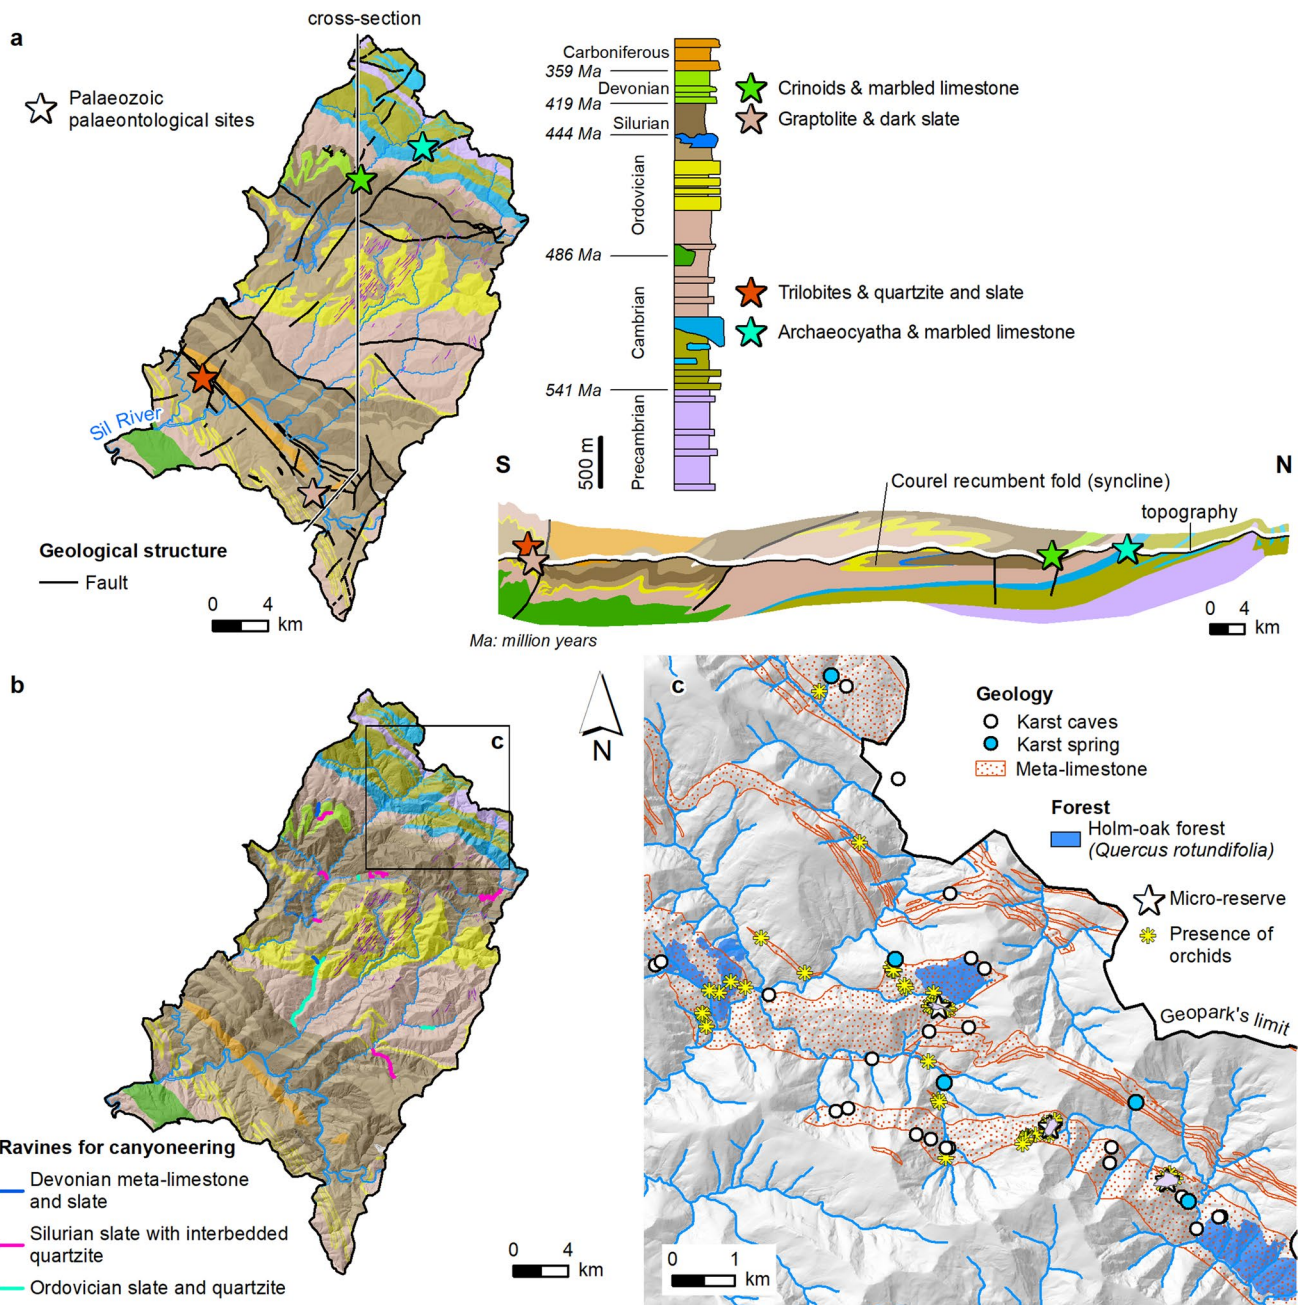 cross-section
a
Palaeozoic
palaeontological sites
Sil River
Geological structure
Fault
0 4
km
Carboniferous
359 Ma
Devonian
419 Ma
Silurian
444 Ma
Ordovician
486 Ma
Cambrian
541 Ma
Precambrian
500 m
Crinoids & marbled limestone
Graptolite & dark slate
Trilobites & quartzite and slate
Archaeocyatha & marbled limestone
S
N
Courel recumbent fold (syncline)
topography
0 4
km
Ma: million years
b
c
N
Ravines for canyoneering
Devonian meta-limestone
and slate
Silurian slate with interbedded
quartzite
Ordovician slate and quartzite
0 4
km
c
Geology
Karst caves
Karst spring
Meta-limestone
Forest
Holm-oak forest
(Quercus rotundifolia)
Micro-reserve
Presence of
orchids
Geopark's limit
0 1
km